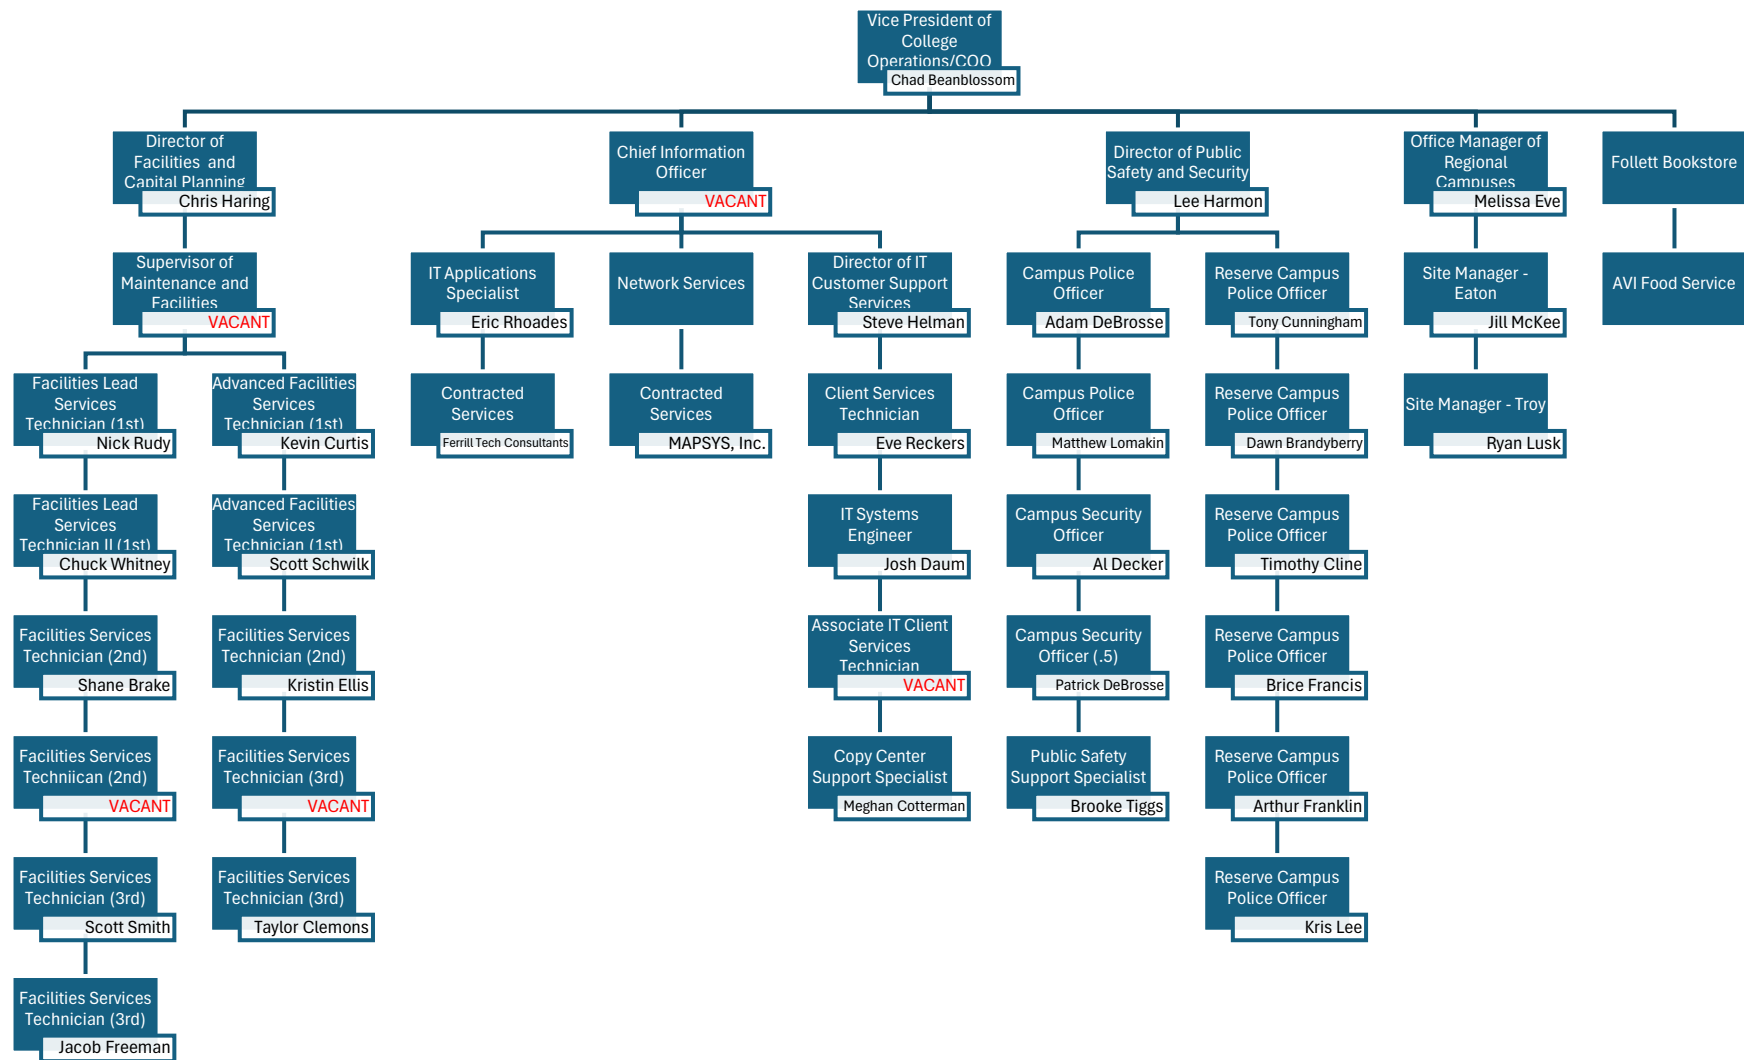 Vice President of
College
Operations/COO
Chad Beanblossom
Director of
Facilities and
Capital Planning
Chris Haring
Chief Information
Officer
VACANT
Director of Public
Safety and Security
Lee Harmon
Office Manager of
Regional
Campuses
Melissa Eve
Follett Bookstore
Supervisor of
Maintenance and
Facilities
VACANT
IT Applications
Specialist
Eric Rhoades
Network Services
Director of IT
Customer Support
Services
Steve Helman
Campus Police
Officer
Adam DeBrosse
Reserve Campus
Police Officer
Tony Cunningham
Site Manager -
Eaton
Jill McKee
AVI Food Service
Facilities Lead
Services
Technician (1st)
Nick Rudy
Advanced Facilities
Services
Technician (1st)
Kevin Curtis
Contracted
Services
Ferrill Tech Consultants
Contracted
Services
MAPSYS, Inc.
Client Services
Technician
Eve Reckers
Campus Police
Officer
Matthew Lomakin
Reserve Campus
Police Officer
Dawn Brandyberry
Site Manager - Troy
Ryan Lusk
Facilities Lead
Services
Technician II (1st)
Chuck Whitney
Advanced Facilities
Services
Technician (1st)
Scott Schwilk
IT Systems
Engineer
Josh Daum
Campus Security
Officer
Al Decker
Reserve Campus
Police Officer
Timothy Cline
Facilities Services
Technician (2nd)
Shane Brake
Facilities Services
Technician (2nd)
Kristin Ellis
Associate IT Client
Services
Technician
VACANT
Campus Security
Officer (.5)
Patrick DeBrosse
Reserve Campus
Police Officer
Brice Francis
Facilities Services
Techniican (2nd)
VACANT
Facilities Services
Technician (3rd)
VACANT
Copy Center
Support Specialist
Meghan Cotterman
Public Safety
Support Specialist
Brooke Tiggs
Reserve Campus
Police Officer
Arthur Franklin
Facilities Services
Technician (3rd)
Scott Smith
Facilities Services
Technician (3rd)
Taylor Clemons
Reserve Campus
Police Officer
Kris Lee
Facilities Services
Technician (3rd)
Jacob Freeman